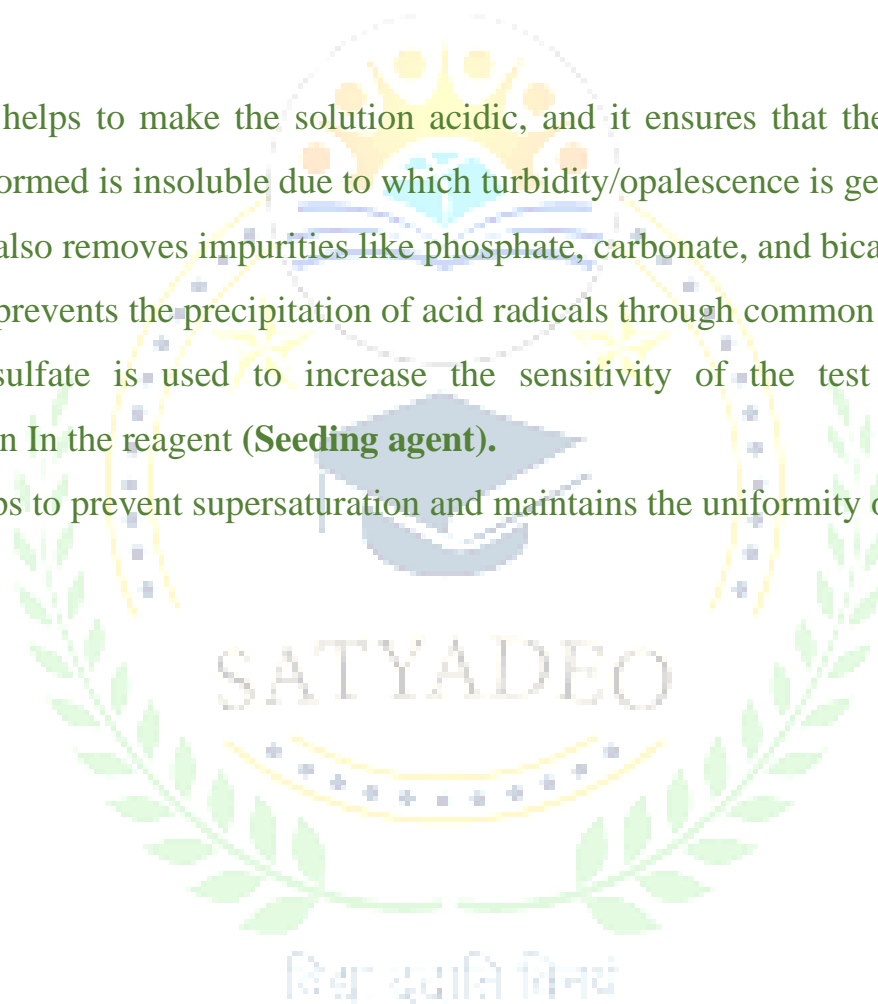 helps to make the solution acidic, and it ensures that the
ormed is insoluble due to which turbidity/opalescence is ge
also removes impurities like phosphate, carbonate, and bica
prevents the precipitation of acid radicals through common
sulfate is used to increase the sensitivity of the test
n In the reagent (Seeding agent).
ps to prevent supersaturation and maintains the uniformity o
SATYADEO
विद्या ददाति विनयं